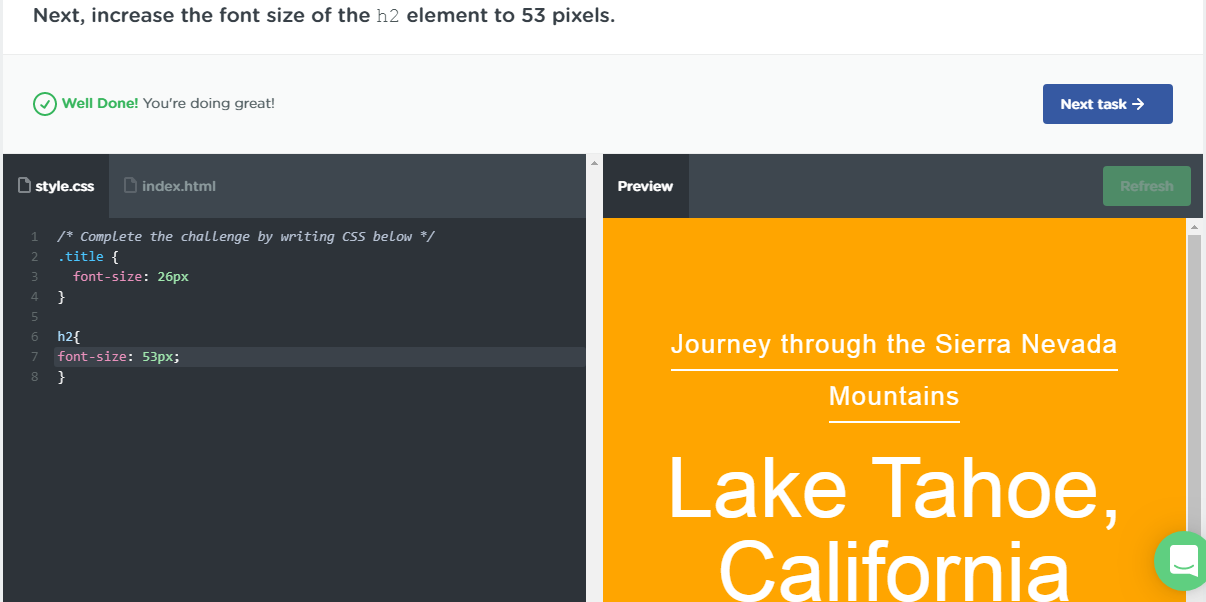 Next, increase the font size of the h2 element to 53 pixels.
Well Done! You're doing great!
Next task →
style.css
index.html
1 /* Complete the challenge by writing CSS below */
2 .title {
3 font-size: 26px
4 }
5
6 h2{
7 font-size: 53px;
8 }
Preview
Refresh
Journey through the Sierra Nevada
Mountains
Lake Tahoe,
California